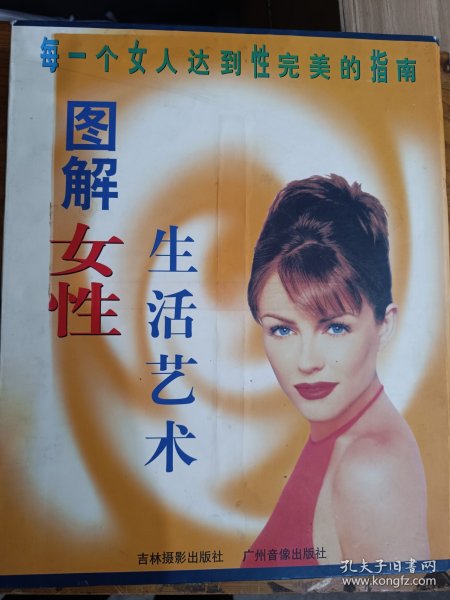 每一个女人达到性完美的指南
图解
女性
生活艺术
吉林摄影出版社 广州音像出版社
孔夫子旧书网
www.kongfz.com